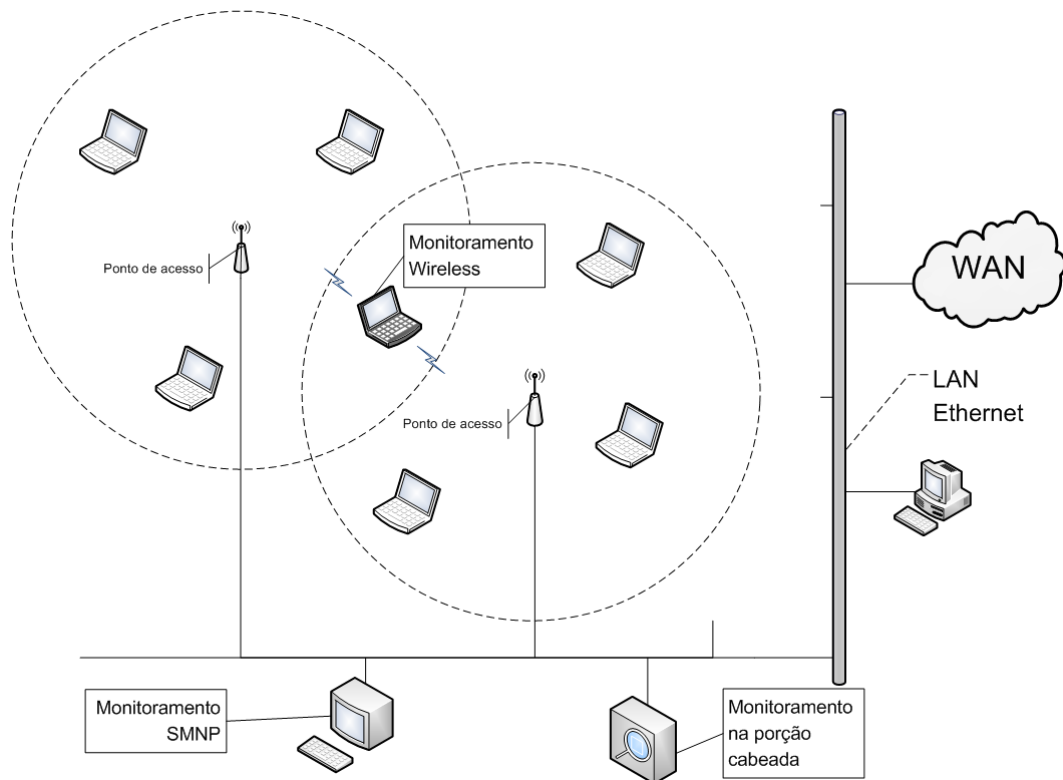 Monitoramento
Wireless
Ponto de acesso
WAN
LAN
Ethernet
Ponto de acesso
Monitoramento
SMNP
Monitoramento
na porção
cabeada